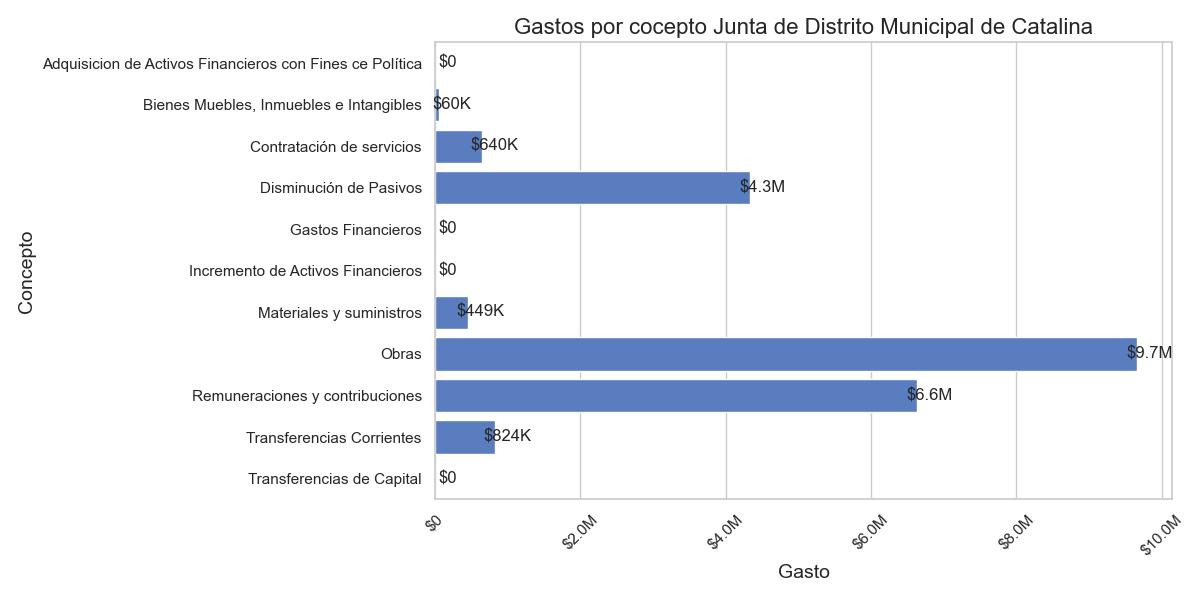 Gastos por cocepto Junta de Distrito Municipal de Catalina
Concepto
Adquisicion de Activos Financieros con Fines ce Política $0
Bienes Muebles, Inmuebles e Intangibles $60K
Contratación de servicios $640K
Disminución de Pasivos $4.3M
Gastos Financieros $0
Incremento de Activos Financieros $0
Materiales y suministros $449K
Obras $9.7M
Remuneraciones y contribuciones $6.6M
Transferencias Corrientes $824K
Transferencias de Capital $0
$0 $2.0M $4.0M $6.0M $8.0M $10.0M
Gasto